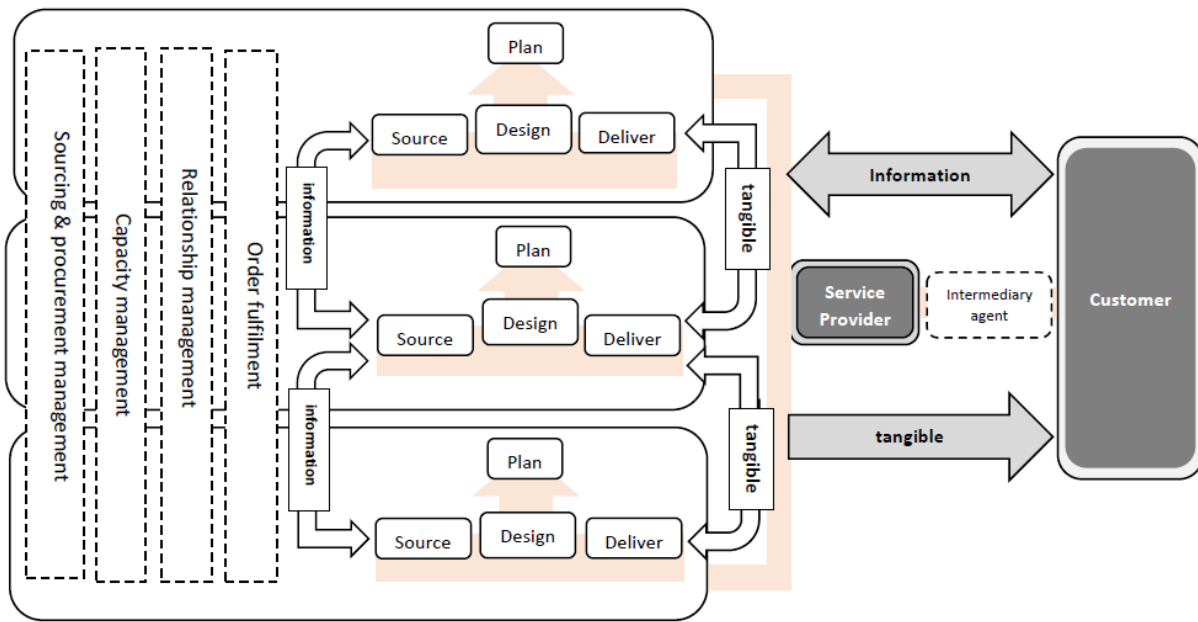 Sourcing & procurement management
Capacity management
Relationship management
Order fulfilment
Plan
Source
Design
Deliver
information
tangible
Plan
Source
Design
Deliver
information
tangible
Plan
Source
Design
Deliver
Information
Service
Provider
Intermediary
agent
Customer
tangible